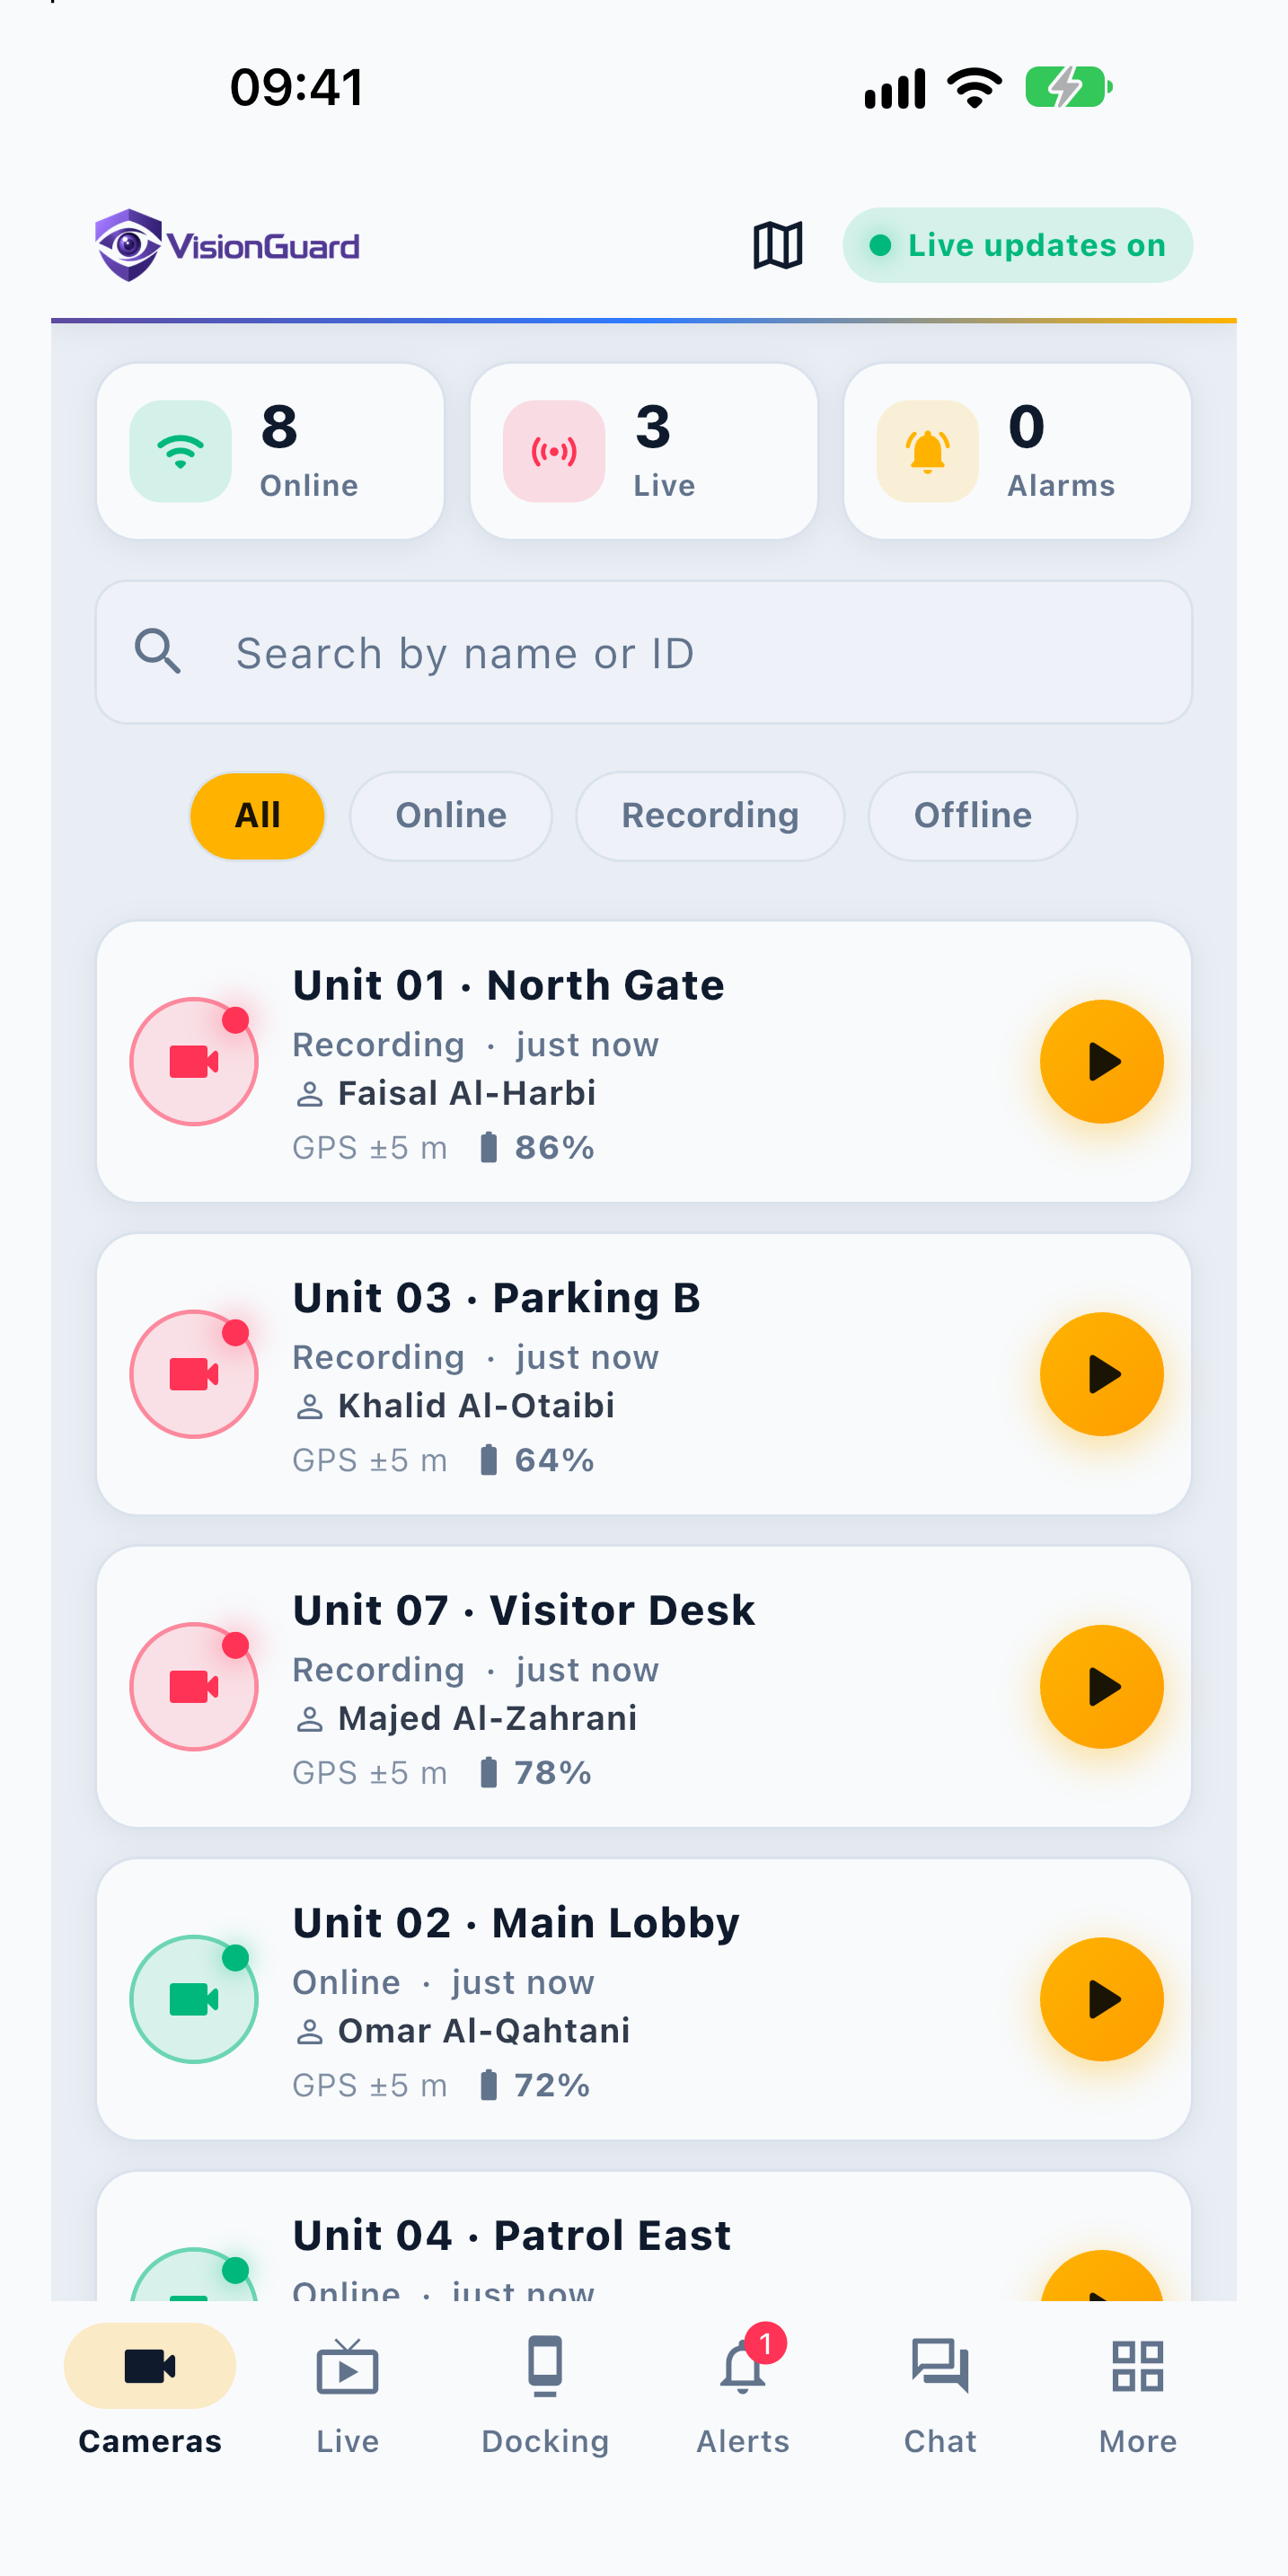 09:41
VisionGuard
Live updates on
8
Online
3
Live
0
Alarms
Search by name or ID
All
Online
Recording
Offline
Unit 01 · North Gate
Recording · just now
Faisal Al-Harbi
GPS ±5 m 86%
Unit 03 · Parking B
Recording · just now
Khalid Al-Otaibi
GPS ±5 m 64%
Unit 07 · Visitor Desk
Recording · just now
Majed Al-Zahrani
GPS ±5 m 78%
Unit 02 · Main Lobby
Online · just now
Omar Al-Qahtani
GPS ±5 m 72%
Unit 04 · Patrol East
Online · just now
1
Cameras
Live
Docking
Alerts
Chat
More